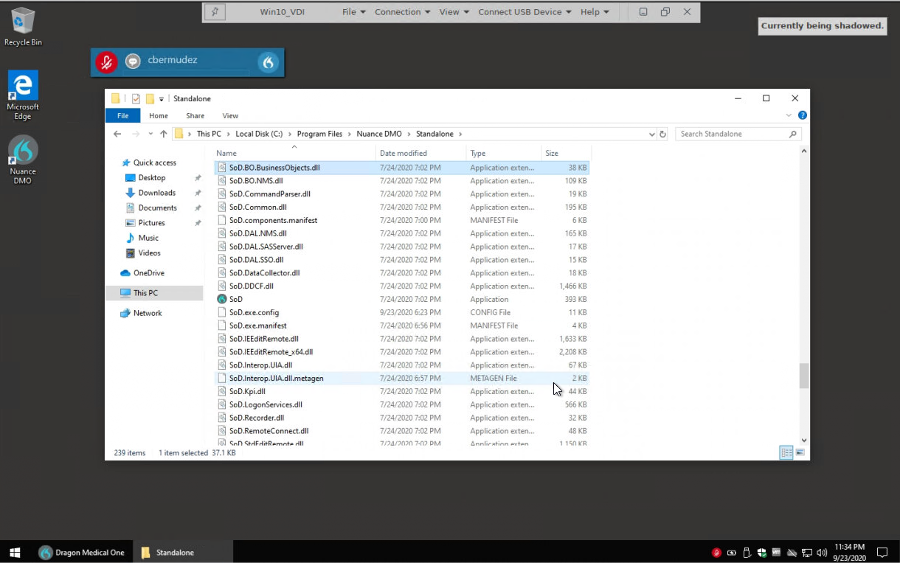 Recycle Bin
Microsoft Edge
Nuance DMO
Win10_VDI File Connection View Connect USB Device Help
Currently being shadowed.
cbermudez
Standalone
File Home Share View
This PC Local Disk (C:) Program Files Nuance DMO Standalone
Search Standalone
Quick access
Desktop
Downloads
Documents
Pictures
Music
Videos
OneDrive
This PC
Network
Name Date modified Type Size
SoD.BO.BusinessObjects.dll 7/24/2020 7:02 PM Application exten... 38 KB
SoD.BO.NMS.dll 7/24/2020 7:02 PM Application exten... 109 KB
SoD.CommandParser.dll 7/24/2020 7:02 PM Application exten... 19 KB
SoD.Common.dll 7/24/2020 7:02 PM Application exten... 195 KB
SoD.components.manifest 7/24/2020 7:00 PM MANIFEST File 6 KB
SoD.DAL.NMS.dll 7/24/2020 7:02 PM Application exten... 165 KB
SoD.DAL.SASServer.dll 7/24/2020 7:02 PM Application exten... 17 KB
SoD.DAL.SSO.dll 7/24/2020 7:02 PM Application exten... 15 KB
SoD.DataCollector.dll 7/24/2020 7:02 PM Application exten... 18 KB
SoD.DDCF.dll 7/24/2020 7:02 PM Application exten... 1,466 KB
SoD 7/24/2020 7:02 PM Application 393 KB
SoD.exe.config 9/23/2020 6:23 PM CONFIG File 11 KB
SoD.exe.manifest 7/24/2020 6:56 PM MANIFEST File 4 KB
SoD.IEEditRemote.dll 7/24/2020 7:02 PM Application exten... 1,633 KB
SoD.IEEditRemote_x64.dll 7/24/2020 7:02 PM Application exten... 2,208 KB
SoD.Interop.UIA.dll 7/24/2020 7:02 PM Application exten... 67 KB
SoD.Interop.UIA.dll.metagen 7/24/2020 6:57 PM METAGEN File 2 KB
SoD.Kpi.dll 7/24/2020 7:02 PM Application exten... 44 KB
SoD.LogonServices.dll 7/24/2020 7:02 PM Application exten... 566 KB
SoD.Recorder.dll 7/24/2020 7:02 PM Application exten... 32 KB
SoD.RemoteConnect.dll 7/24/2020 7:02 PM Application exten... 48 KB
SoD.StdEditRemote.dll 7/24/2020 7:02 PM Application exten... 1,150 KB
239 items 1 item selected 37.1 KB
Dragon Medical One Standalone
11:34 PM
9/23/2020